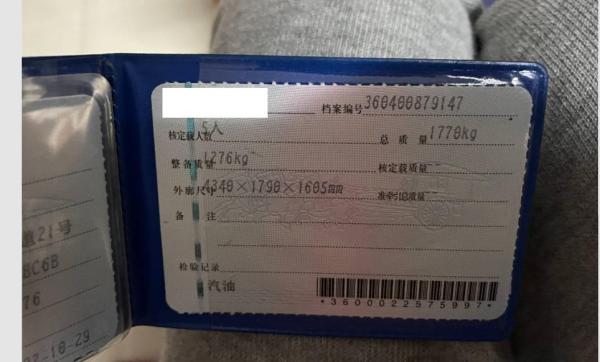 档案编号 360400879147
核定载人数 5人 总质量 1770kg
整备质量 1276kg 核定载质量
外廓尺寸 4340×1790×1605 准牵引总质量
备注
检验记录
汽油
*3600022575997*
21号
BC6B
76
10-29